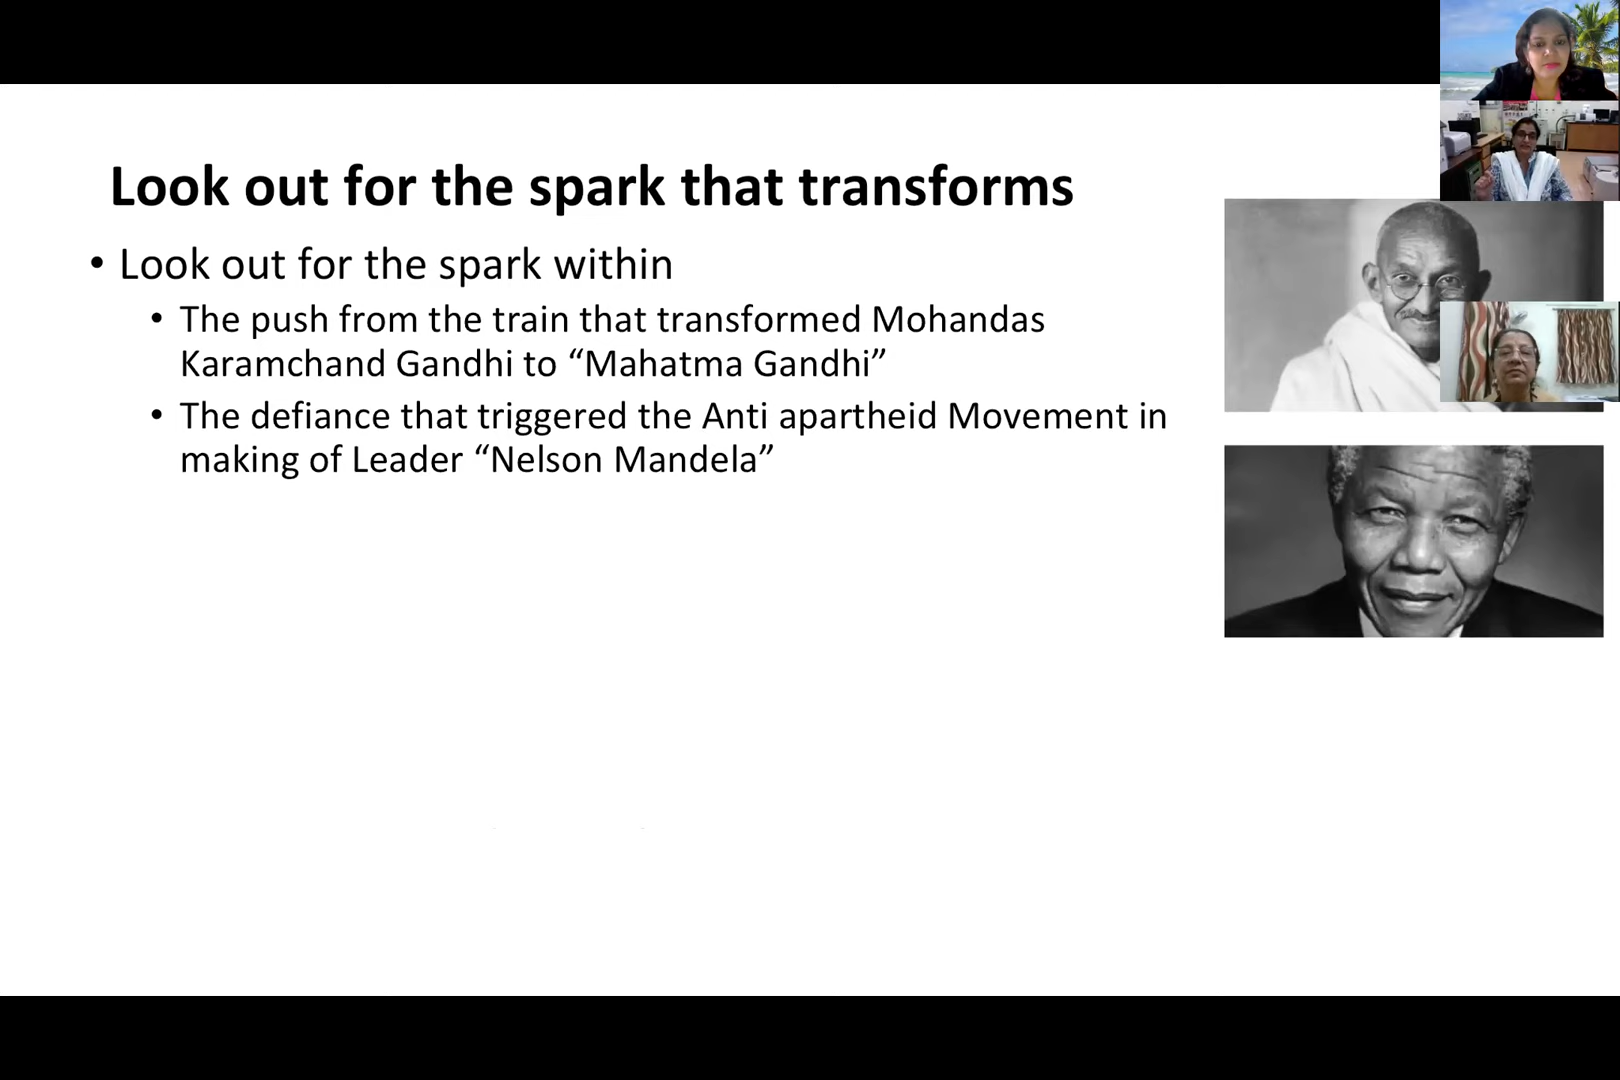 Look out for the spark that transforms
• Look out for the spark within
• The push from the train that transformed Mohandas
Karamchand Gandhi to “Mahatma Gandhi”
• The defiance that triggered the Anti apartheid Movement in
making of Leader “Nelson Mandela”